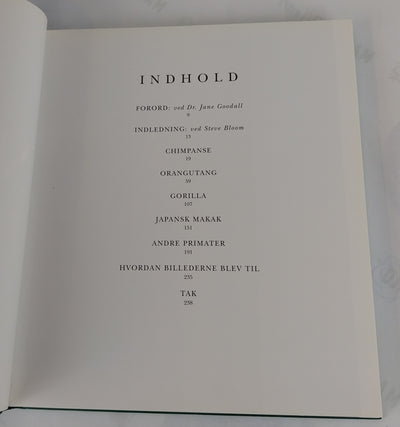 INDHOLD
FORORD: ved Dr. Jane Goodall
9
INDLEDNING: ved Steve Bloom
13
CHIMPANSE
19
ORANGUTANG
59
GORILLA
107
JAPANSK MAKAK
151
ANDRE PRIMATER
191
HVORDAN BILLEDERNE BLEV TIL
235
TAK
238